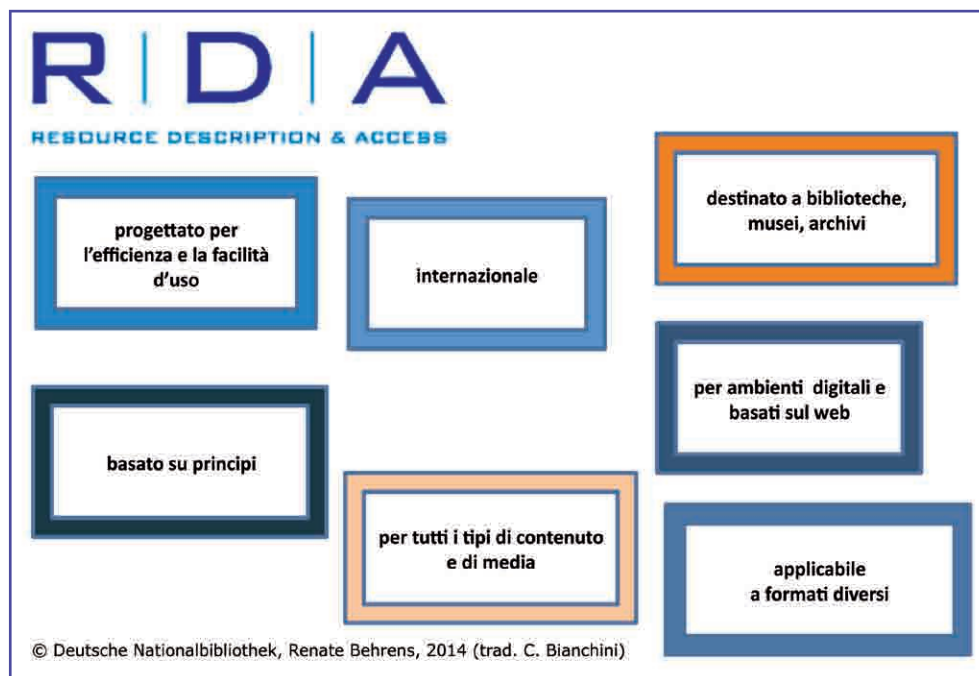 R|D|A
RESOURCE DESCRIPTION & ACCESS
progettato per
l'efficienza e la facilità
d'uso
internazionale
destinato a biblioteche,
musei, archivi
basato su principi
per tutti i tipi di contenuto
e di media
per ambienti digitali e
basati sul web
applicabile
a formati diversi
© Deutsche Nationalbibliothek, Renate Behrens, 2014 (trad. C. Bianchini)